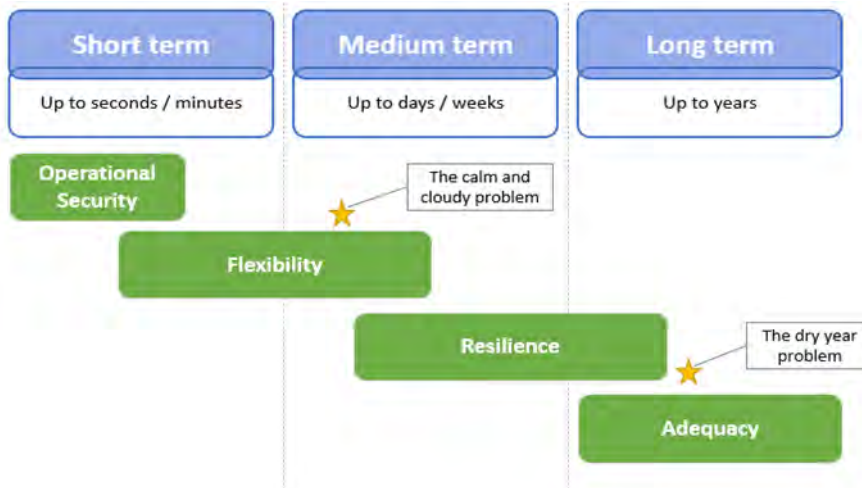 Short term
Medium term
Long term
Up to seconds / minutes
Up to days / weeks
Up to years
Operational
Security
The calm and
cloudy problem
Flexibility
Resilience
The dry year
problem
Adequacy